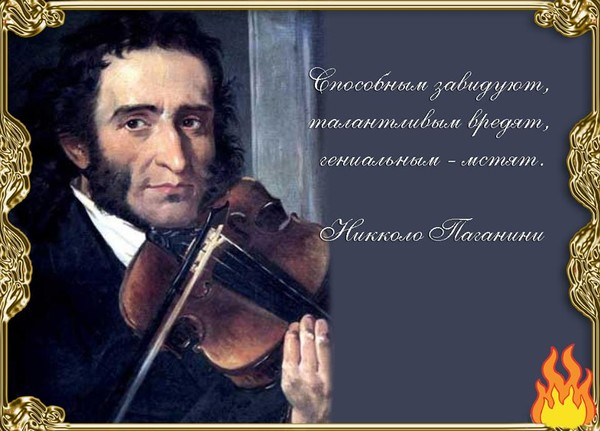 Способным завидуют,
талантливым вредят,
гениальным - мстят.
Никколо Паганини